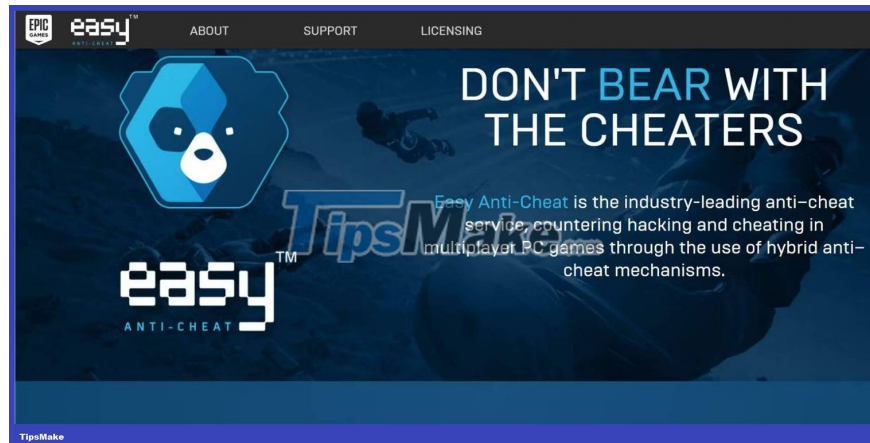 EPIC
GAMES
easy™
ANTI-CHEAT
ABOUT
SUPPORT
LICENSING
DON'T BEAR WITH
THE CHEATERS
Easy Anti-Cheat is the industry-leading anti-cheat
service, countering hacking and cheating in
multiplayer PC games through the use of hybrid anti-
cheat mechanisms.
TipsMake
easy™
ANTI-CHEAT
TipsMake